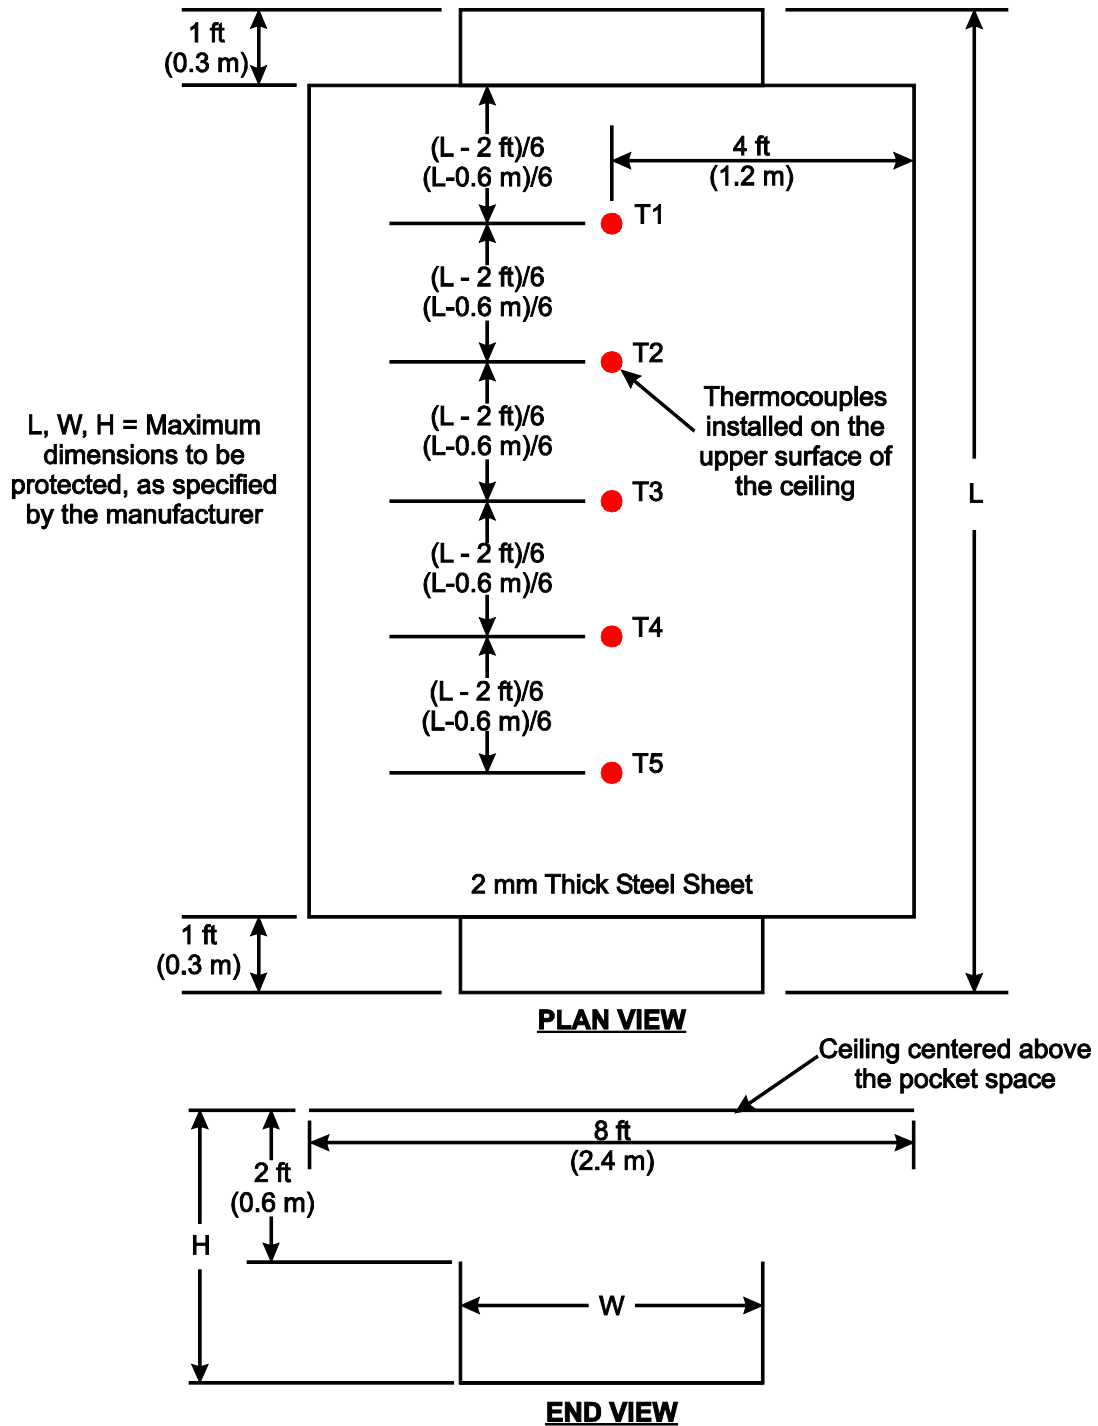 1 ft
(0.3 m)
(L - 2 ft)/6
(L-0.6 m)/6
4 ft
(1.2 m)
T1
(L - 2 ft)/6
(L-0.6 m)/6
T2
L, W, H = Maximum
dimensions to be
protected, as specified
by the manufacturer
(L - 2 ft)/6
(L-0.6 m)/6
Thermocouples
installed on the
upper surface of
the ceiling
T3
L
(L - 2 ft)/6
(L-0.6 m)/6
T4
(L - 2 ft)/6
(L-0.6 m)/6
T5
2 mm Thick Steel Sheet
1 ft
(0.3 m)
PLAN VIEW
Ceiling centered above
the pocket space
8 ft
(2.4 m)
2 ft
(0.6 m)
H
W
END VIEW